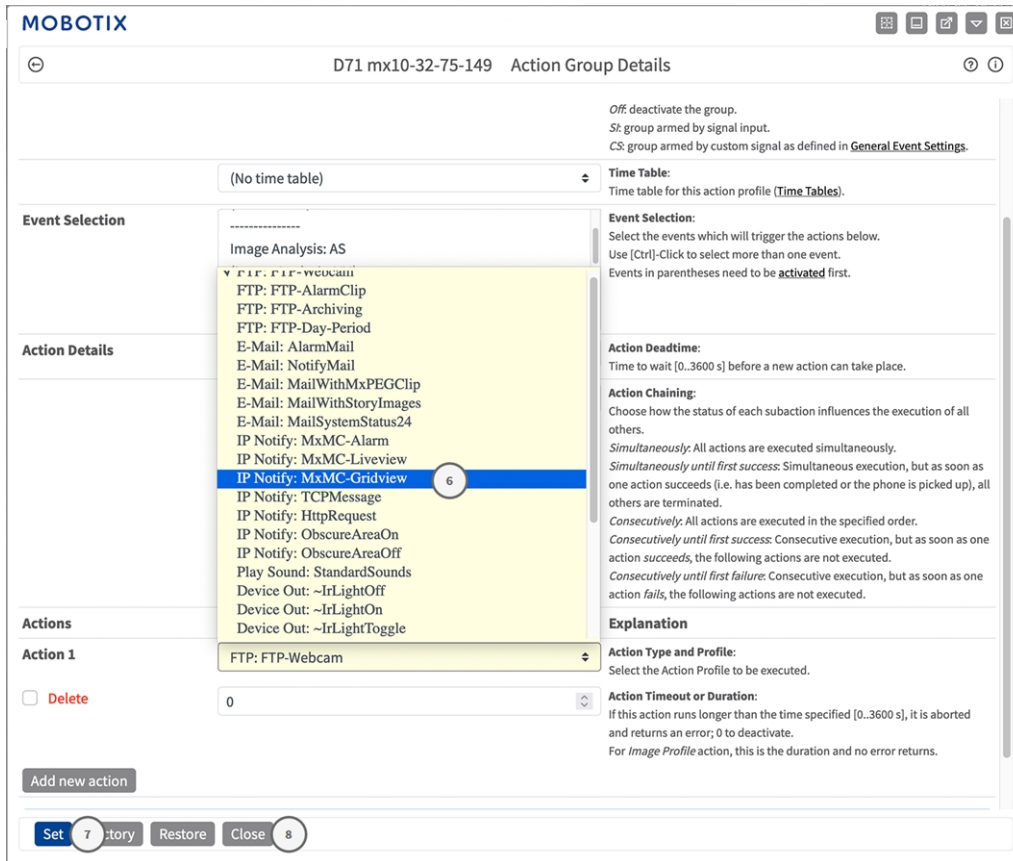 MOBOTIX
D71 mx10-32-75-149 Action Group Details
Off: deactivate the group.
SI: group armed by signal input.
CS: group armed by custom signal as defined in General Event Settings.
(No time table)
Time Table:
Time table for this action profile (Time Tables).
Event Selection
---------------
Image Analysis: AS
Event Selection:
Select the events which will trigger the actions below.
Use [Ctrl]-Click to select more than one event.
Events in parentheses need to be activated first.
FTP: FTP-Webcam
FTP: FTP-AlarmClip
FTP: FTP-Archiving
FTP: FTP-Day-Period
E-Mail: AlarmMail
E-Mail: NotifyMail
E-Mail: MailWithMxPEGClip
E-Mail: MailWithStoryImages
E-Mail: MailSystemStatus24
IP Notify: MxMC-Alarm
IP Notify: MxMC-Liveview
IP Notify: MxMC-Gridview
6
IP Notify: TCPMessage
IP Notify: HttpRequest
IP Notify: ObscureAreaOn
IP Notify: ObscureAreaOff
Play Sound: StandardSounds
Device Out: ~IrLightOff
Device Out: ~IrLightOn
Device Out: ~IrLightToggle
Action Details
Action Deadtime:
Time to wait [0..3600 s] before a new action can take place.
Action Chaining:
Choose how the status of each subaction influences the execution of all
others.
Simultaneously: All actions are executed simultaneously.
Simultaneously until first success: Simultaneous execution, but as soon as
one action succeeds (i.e. has been completed or the phone is picked up), all
others are terminated.
Consecutively: All actions are executed in the specified order.
Consecutively until first success: Consecutive execution, but as soon as one
action succeeds, the following actions are not executed.
Consecutively until first failure: Consecutive execution, but as soon as one
action fails, the following actions are not executed.
Actions
Explanation
Action 1
FTP: FTP-Webcam
Action Type and Profile:
Select the Action Profile to be executed.
Delete
0
Action Timeout or Duration:
If this action runs longer than the time specified [0..3600 s], it is aborted
and returns an error; 0 to deactivate.
For Image Profile action, this is the duration and no error returns.
Add new action
Set 7 tory Restore Close 8